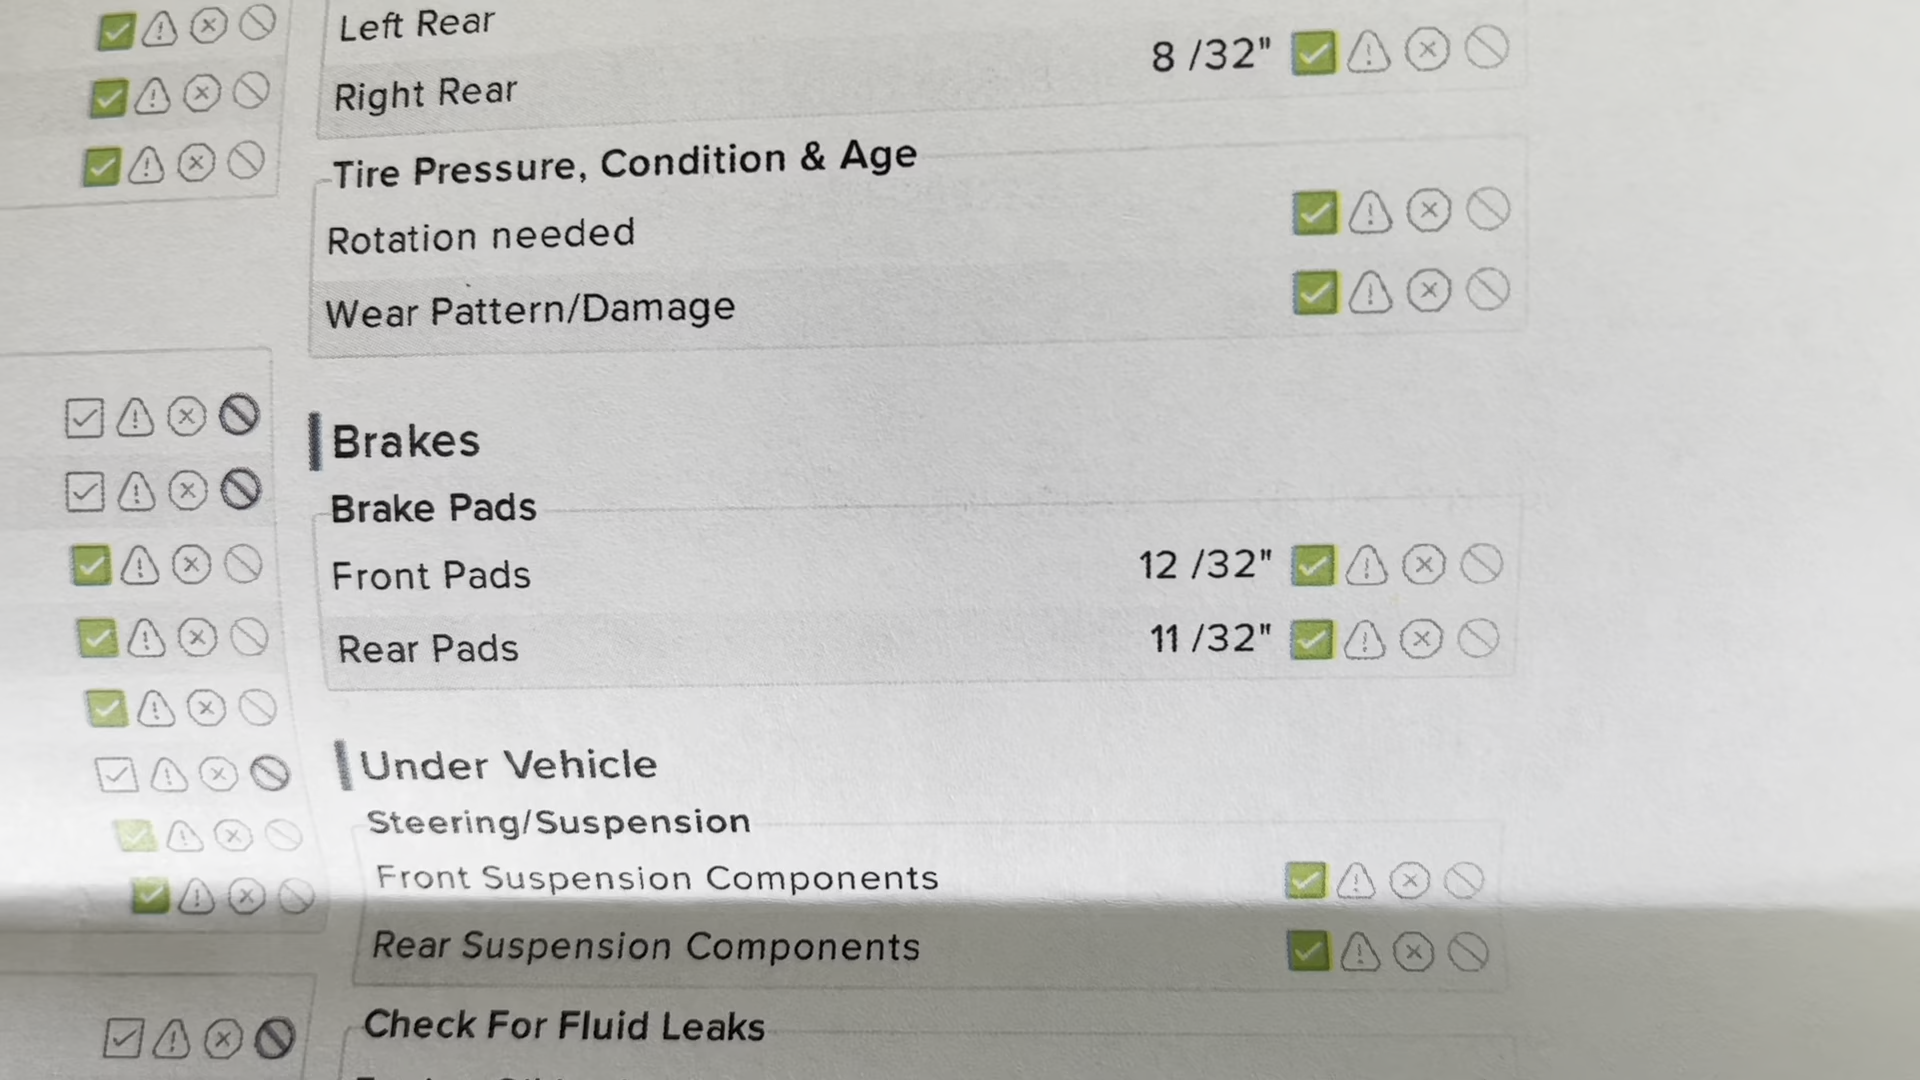 Left Rear
Right Rear 8 /32"
Tire Pressure, Condition & Age
Rotation needed
Wear Pattern/Damage
Brakes
Brake Pads
Front Pads 12 /32"
Rear Pads 11 /32"
Under Vehicle
Steering/Suspension
Front Suspension Components
Rear Suspension Components
Check For Fluid Leaks